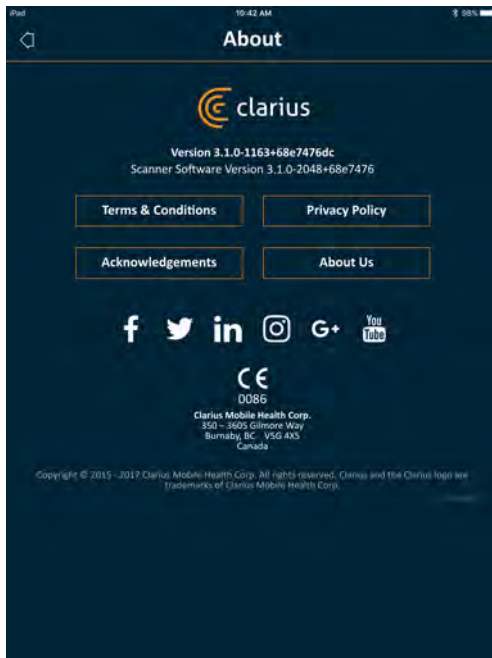 iPad 10:42 AM 98%
About
clarius
Version 3.1.0-1163+68e7476dc
Scanner Software Version 3.1.0-2048+68e7476
Terms & Conditions Privacy Policy
Acknowledgements About Us
f in G+ You Tube
CE
0086
Clarius Mobile Health Corp.
350 – 3605 Gilmore Way
Burnaby, BC V5G 4X5
Canada
Copyright © 2015 - 2017 Clarius Mobile Health Corp. All rights reserved. Clarius and the Clarius logo are
trademarks of Clarius Mobile Health Corp.